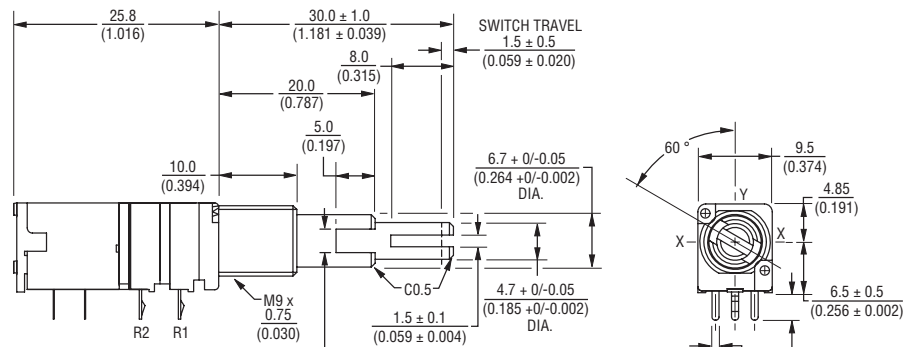 25.8
(1.016)
30.0 ± 1.0
(1.181 ± 0.039)
SWITCH TRAVEL
1.5 ± 0.5
(0.059 ± 0.020)
8.0
(0.315)
20.0
(0.787)
5.0
(0.197)
10.0
(0.394)
6.7 + 0/-0.05
(0.264 +0/-0.002)
DIA.
60 °
9.5
(0.374)
4.85
(0.191)
Y
X
X
6.5 ± 0.5
(0.256 ± 0.002)
C0.5
4.7 + 0/-0.05
(0.185 +0/-0.002)
DIA.
1.5 ± 0.1
(0.059 ± 0.004)
M9 x
0.75
(0.030)
R2
R1